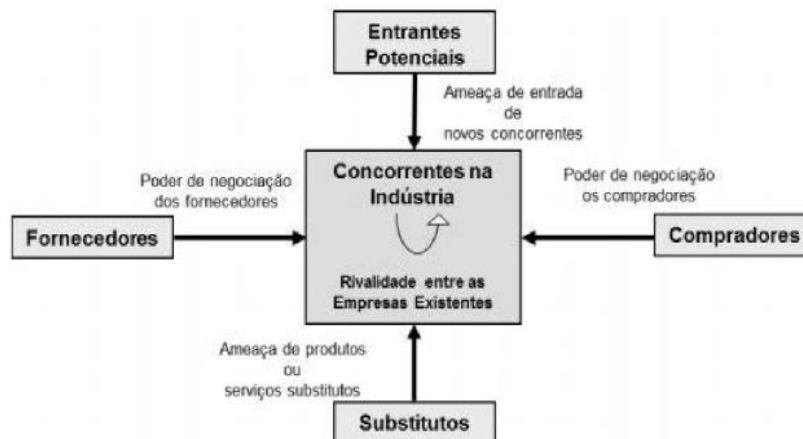 Entrantes
Potenciais
Ameaça de entrada
de
novos concorrentes
Concorrentes na
Indústria
Poder de negociação
dos fornecedores
Poder de negociação
os compradores
Fornecedores
Compradores
Rivalidade entre as
Empresas Existentes
Ameaça de produtos
ou
serviços substitutos
Substitutos